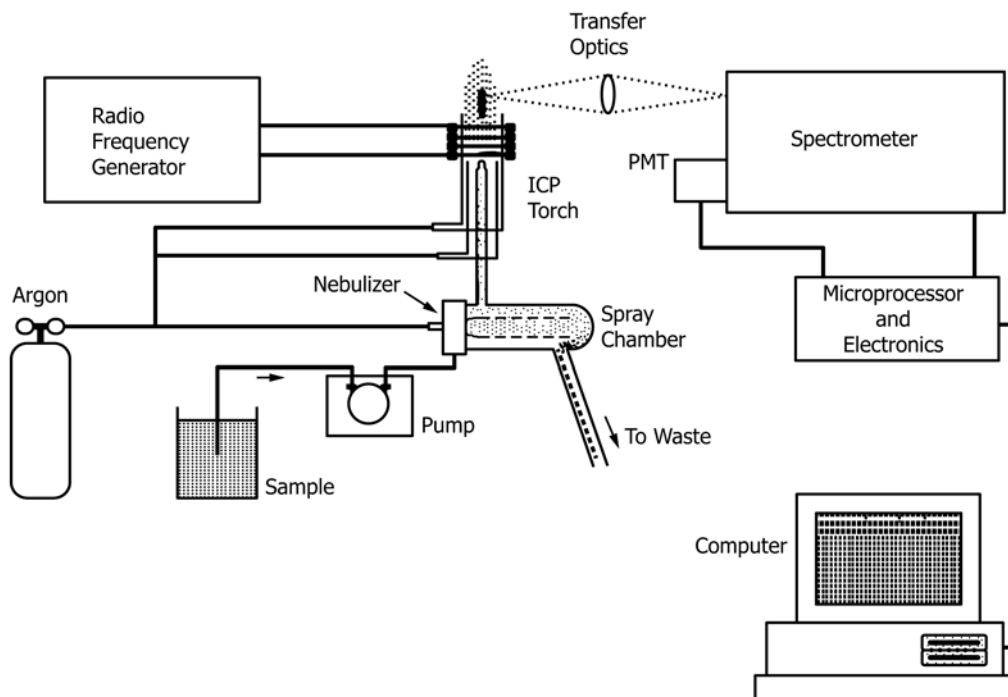 Transfer
Optics
Radio
Frequency
Generator
Spectrometer
PMT
ICP
Torch
Argon
Nebulizer
Spray
Chamber
Microprocessor
and
Electronics
Pump
To Waste
Sample
Computer